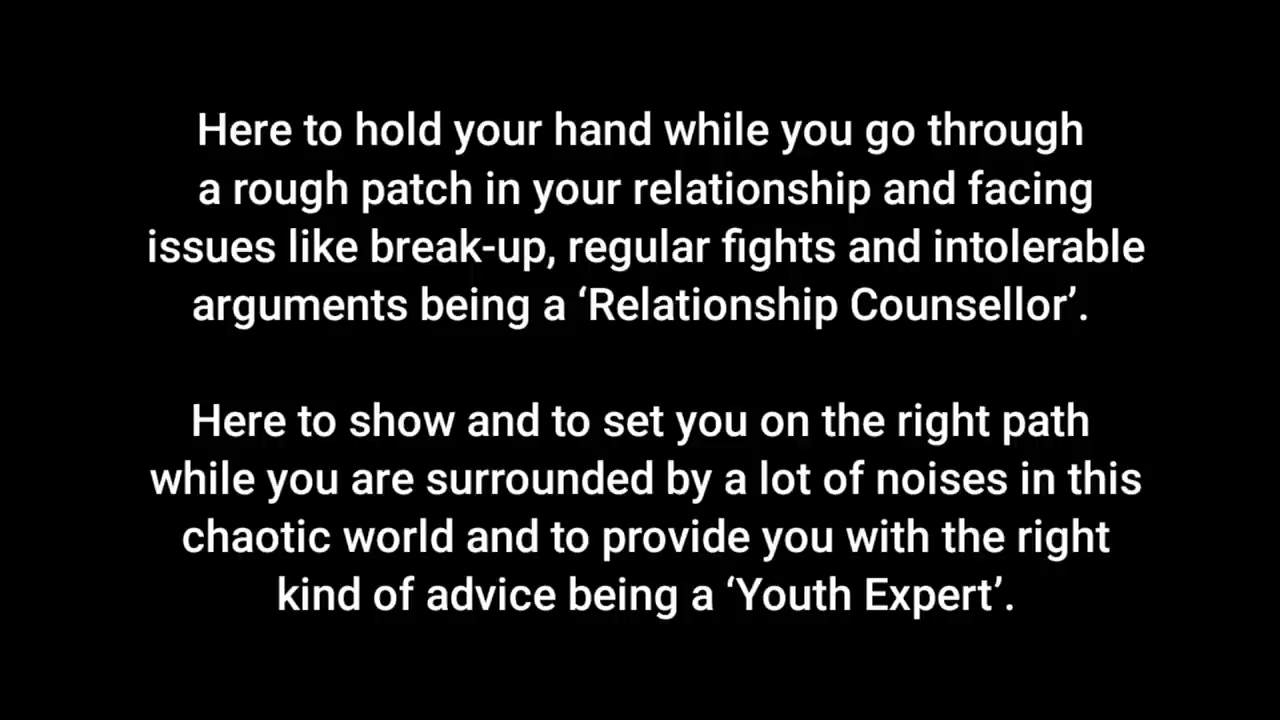 Here to hold your hand while you go through
a rough patch in your relationship and facing
issues like break-up, regular fights and intolerable
arguments being a ‘Relationship Counsellor’.
Here to show and to set you on the right path
while you are surrounded by a lot of noises in this
chaotic world and to provide you with the right
kind of advice being a ‘Youth Expert’.